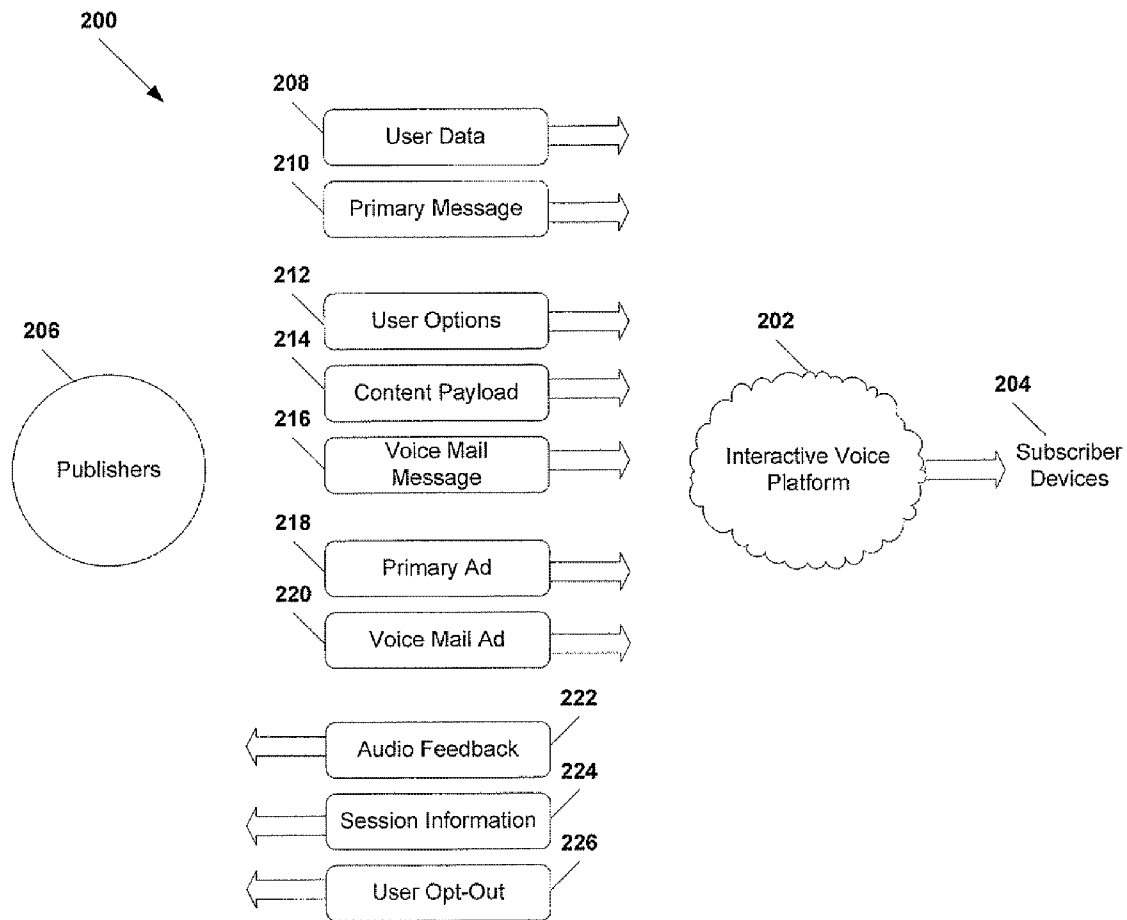 200
208
User Data
210
Primary Message
212
User Options
214
Content Payload
216
Voice Mail
Message
206
Publishers
202
Interactive Voice
Platform
204
Subscriber
Devices
218
Primary Ad
220
Voice Mail Ad
222
Audio Feedback
224
Session Information
226
User Opt-Out